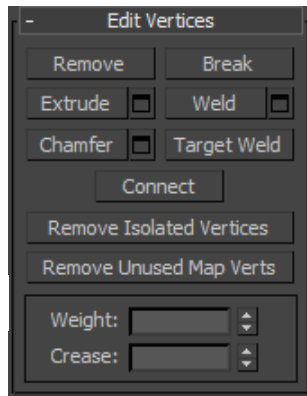 - Edit Vertices
Remove Break
Extrude Weld
Chamfer Target Weld
Connect
Remove Isolated Vertices
Remove Unused Map Verts
Weight:
Crease: